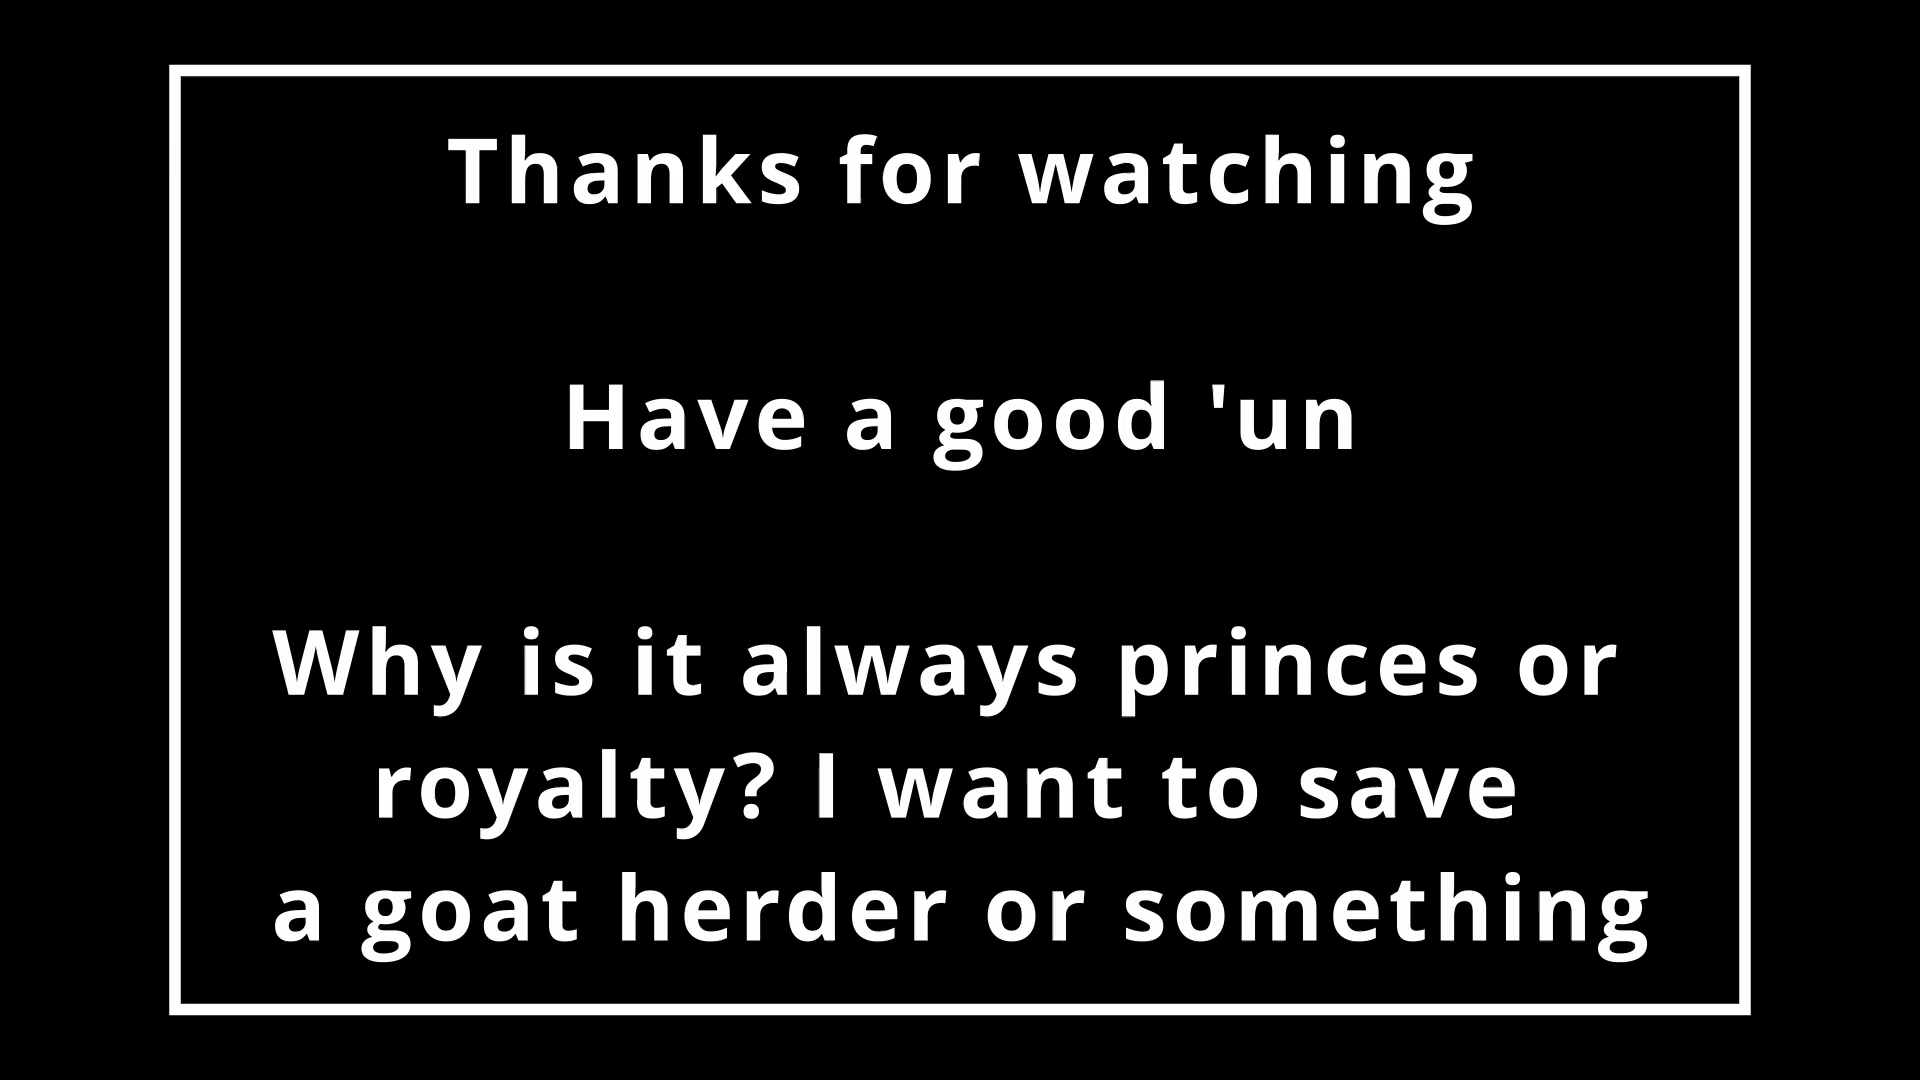 Thanks for watching
Have a good 'un
Why is it always princes or
royalty? I want to save
a goat herder or something